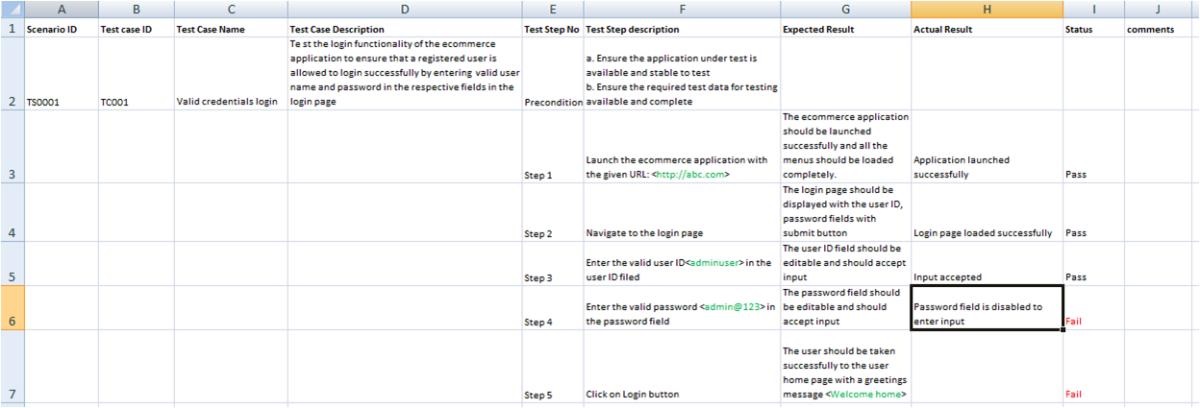 A B C D E F G H I J
1 Scenario ID Test case ID Test Case Name Test Case Description Test Step No Test Step description Expected Result Actual Result Status comments
Te st the login functionality of the ecommerce
application to ensure that a registered user is
allowed to login successfully by entering valid user
name and password in the respective fields in the
login page
2 TS0001 TC001 Valid credentials login
Precondition
a. Ensure the application under test is
available and stable to test
b. Ensure the required test data for testing
available and complete
3
Step 1
Launch the ecommerce application with
the given URL: <http://abc.com>
The ecommerce application
should be launched
successfully and all the
menus should be loaded
completely.
Application launched
successfully
Pass
4
Step 2
Navigate to the login page
The login page should be
displayed with the user ID,
password fields with
submit button
Login page loaded successfully
Pass
5
Step 3
Enter the valid user ID<adminuser> in the
user ID filed
The user ID field should be
editable and should accept
input
Input accepted
Pass
6
Step 4
Enter the valid password <admin@123> in
the password field
The password field should
be editable and should
accept input
Password field is disabled to
enter input
Fail
7
Step 5
Click on Login button
The user should be taken
successfully to the user
home page with a greetings
message <Welcome home>
Fail